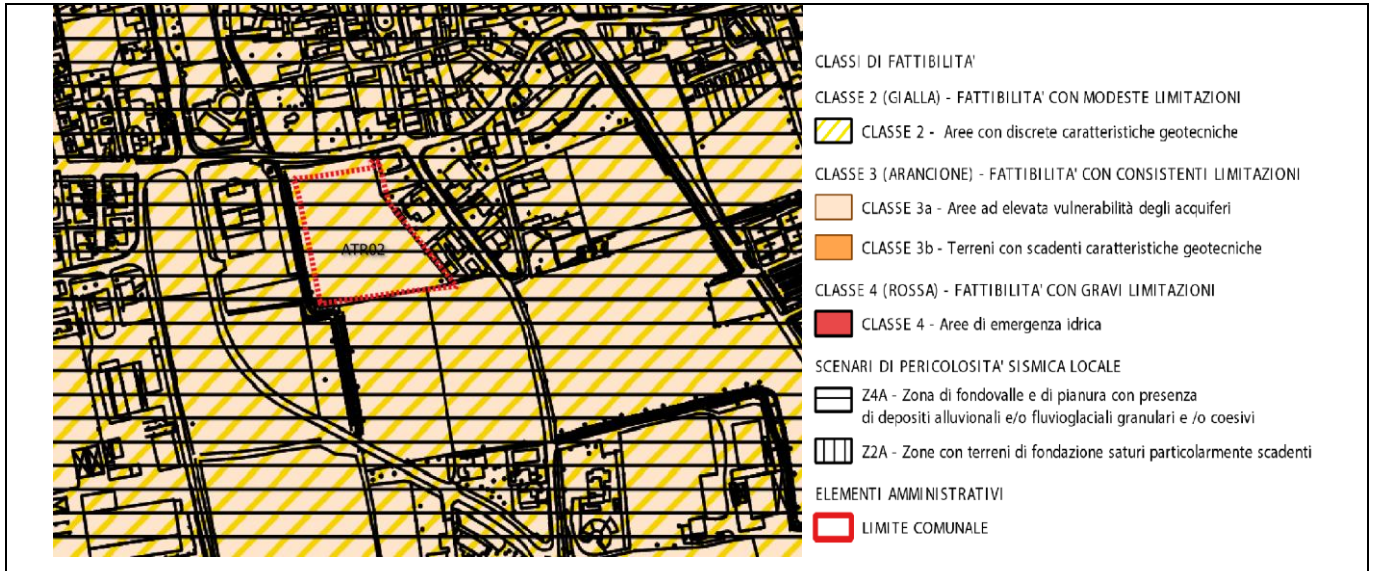 ATR02
CLASSI DI FATTIBILITA'
CLASSE 2 (GIALLA) - FATTIBILITA' CON MODESTE LIMITAZIONI
CLASSE 2 - Aree con discrete caratteristiche geotecniche
CLASSE 3 (ARANCIONE) - FATTIBILITA' CON CONSISTENTI LIMITAZIONI
CLASSE 3a - Aree ad elevata vulnerabilità degli acquiferi
CLASSE 3b - Terreni con scadenti caratteristiche geotecniche
CLASSE 4 (ROSSA) - FATTIBILITA' CON GRAVI LIMITAZIONI
CLASSE 4 - Aree di emergenza idrica
SCENARI DI PERICOLOSITA' SISMICA LOCALE
Z4A - Zona di fondovalle e di pianura con presenza
di depositi alluvionali e/o fluvioglaciali granulari e /o coesivi
Z2A - Zone con terreni di fondazione saturi particolarmente scadenti
ELEMENTI AMMINISTRATIVI
LIMITE COMUNALE